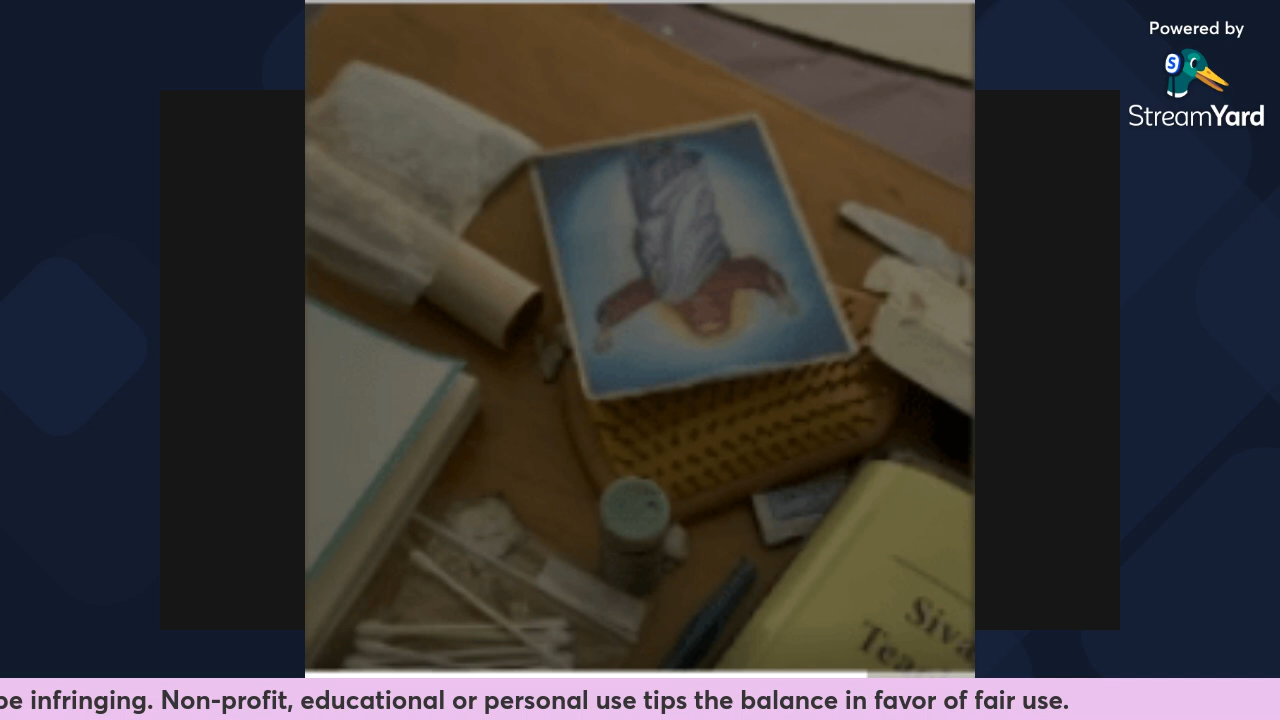 Powered by
S
StreamYard
Siva
Tea
be infringing. Non-profit, educational or personal use tips the balance in favor of fair use.